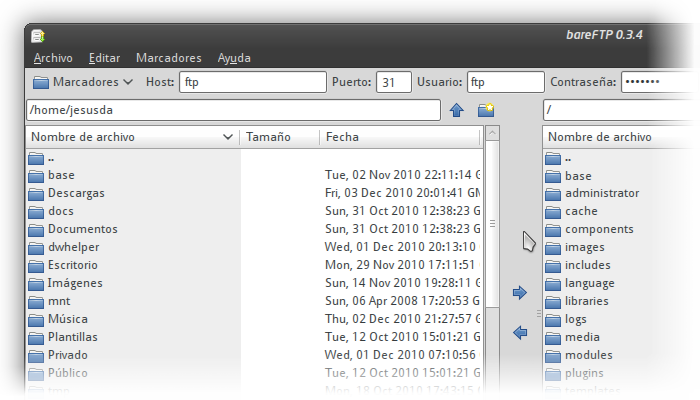 bareFTP 0.3.4
Archivo Editar Marcadores Ayuda
Marcadores Host: ftp Puerto: 31 Usuario: ftp Contraseña: •••••••
/home/jesusda /
Nombre de archivo Tamaño Fecha Nombre de archivo
.. ..
base Tue, 02 Nov 2010 22:11:14 G base
Descargas Fri, 03 Dec 2010 20:01:41 GM administrator
docs Sun, 31 Oct 2010 12:38:23 G cache
Documentos Sun, 31 Oct 2010 12:38:23 G components
dwhelper Wed, 01 Dec 2010 20:13:10 images
Escritorio Mon, 29 Nov 2010 17:11:51 includes
Imágenes Sun, 14 Nov 2010 19:28:11 G language
mnt Sun, 06 Apr 2008 17:20:53 G libraries
Música Thu, 02 Dec 2010 21:27:57 G logs
Plantillas Tue, 12 Oct 2010 15:01:21 G media
Privado Wed, 01 Dec 2010 07:10:56 modules
Público Tue, 12 Oct 2010 15:01:21 G plugins
tmp Mon, 18 Oct 2010 17:43:15 templates